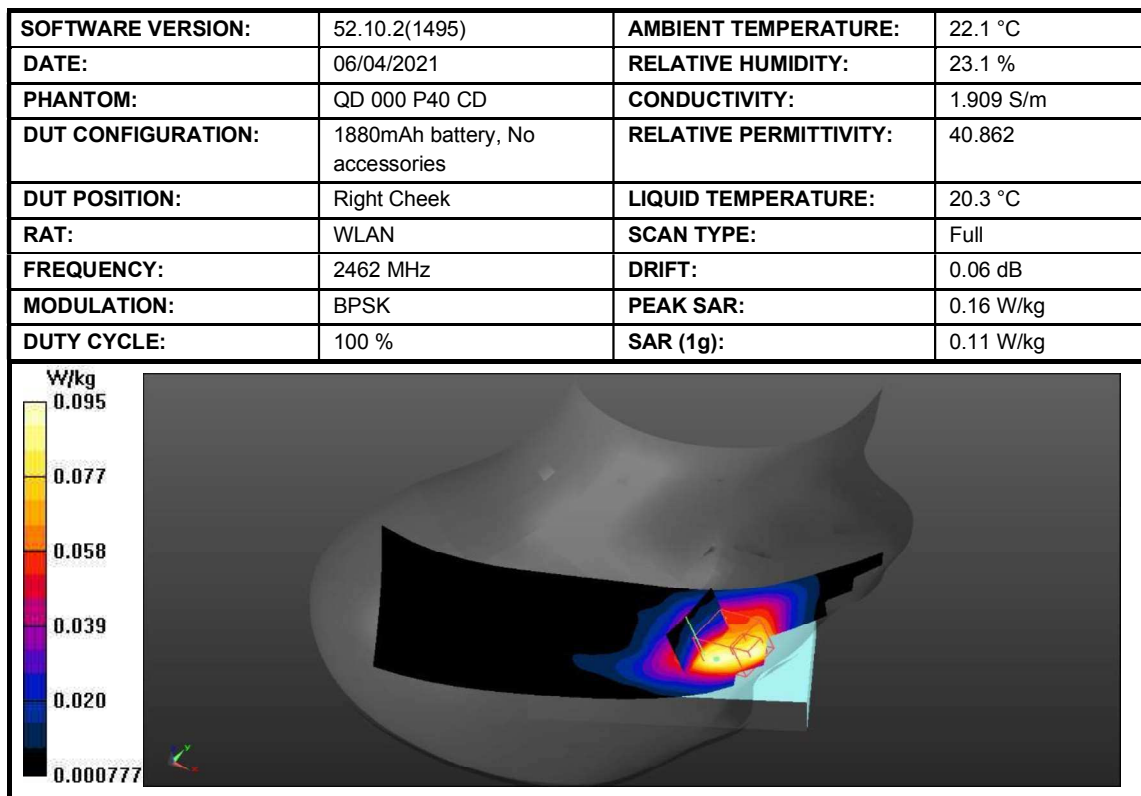 SOFTWARE VERSION: 52.10.2(1495) AMBIENT TEMPERATURE: 22.1 °C
DATE: 06/04/2021 RELATIVE HUMIDITY: 23.1 %
PHANTOM: QD 000 P40 CD CONDUCTIVITY: 1.909 S/m
DUT CONFIGURATION: 1880mAh battery, No RELATIVE PERMITTIVITY: 40.862
accessories
DUT POSITION: Right Cheek LIQUID TEMPERATURE: 20.3 °C
RAT: WLAN SCAN TYPE: Full
FREQUENCY: 2462 MHz DRIFT: 0.06 dB
MODULATION: BPSK PEAK SAR: 0.16 W/kg
DUTY CYCLE: 100 % SAR (1g): 0.11 W/kg
W/kg
0.095
0.077
0.058
0.039
0.020
0.000777